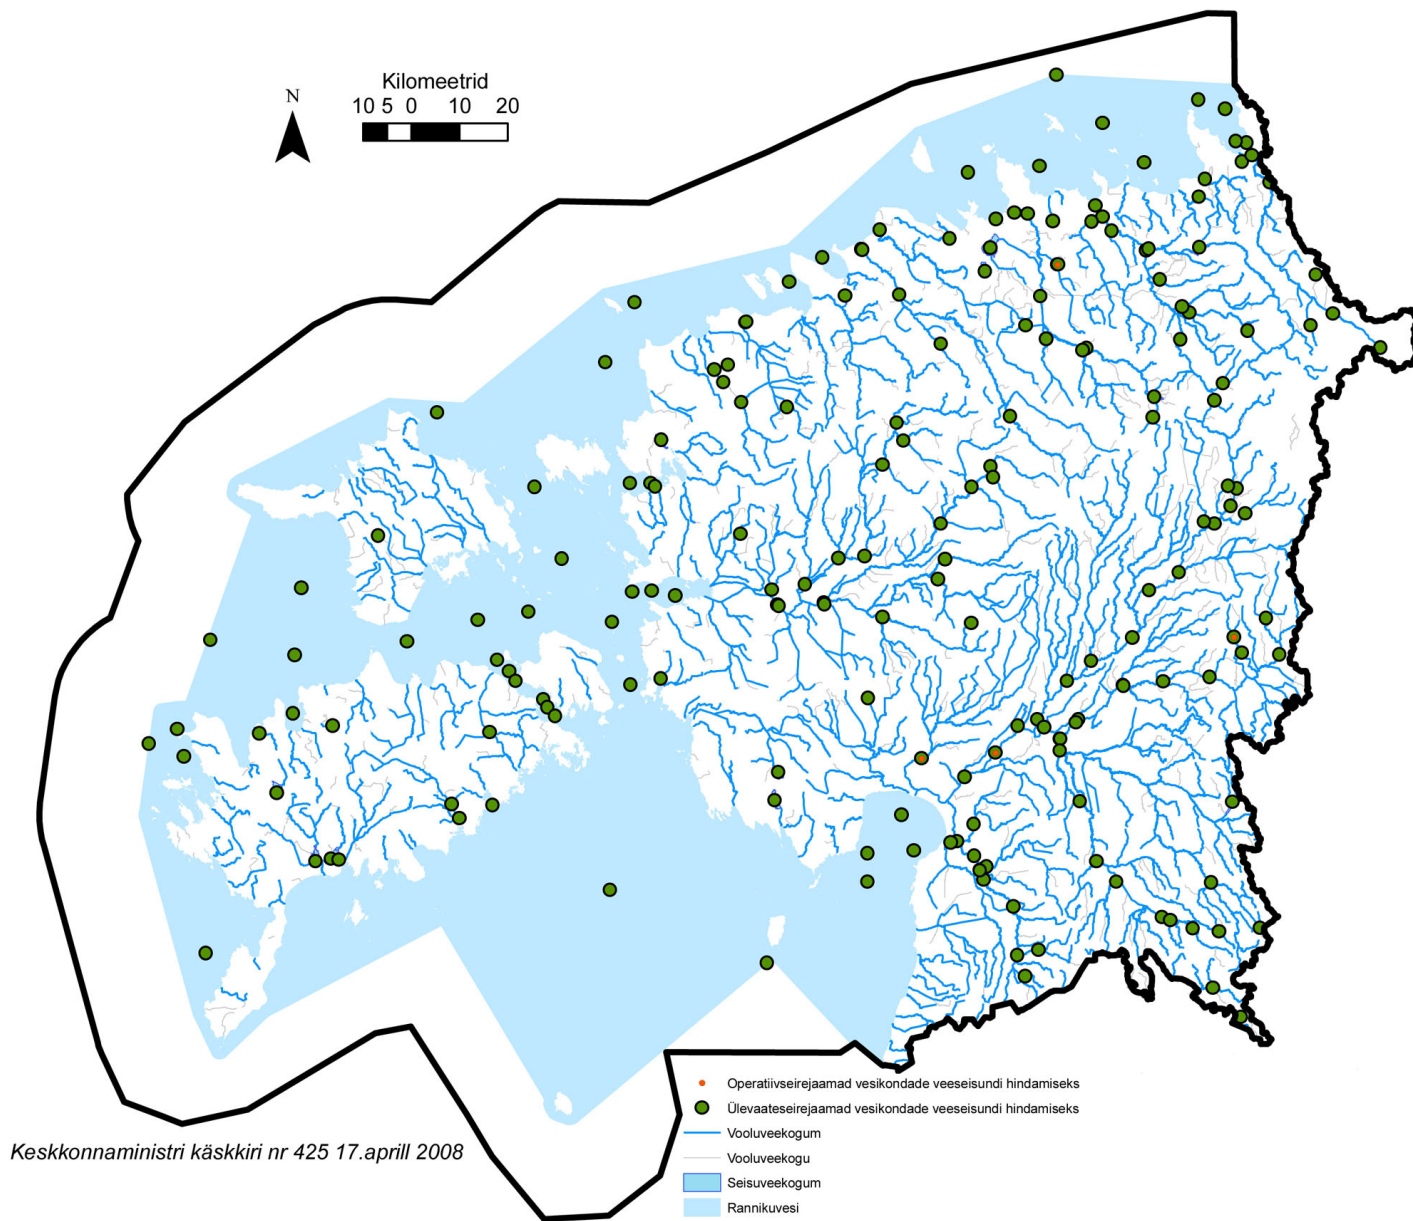 Kilomeetrid
10 5 0 10 20
N
Operatiivseirejaamad vesikondade veeseisundi hindamiseks
Ülevaateseirejaamad vesikondade veeseisundi hindamiseks
Vooluveekogum
Vooluveekogu
Seisuveekogum
Rannikuvesi
Keskkonnaministri käskkiri nr 425 17.aprill 2008